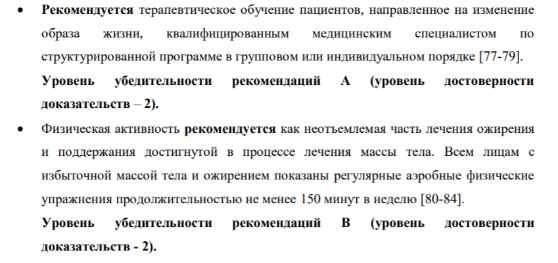 • Рекомендуется терапевтическое обучение пациентов, направленное на изменение
образа жизни, квалифицированным медицинским специалистом по
структурированной программе в групповом или индивидуальном порядке [77-79].
Уровень убедительности рекомендаций А (уровень достоверности
доказательств – 2).
• Физическая активность рекомендуется как неотъемлемая часть лечения ожирения
и поддержания достигнутой в процессе лечения массы тела. Всем лицам с
избыточной массой тела и ожирением показаны регулярные аэробные физические
упражнения продолжительностью не менее 150 минут в неделю [80-84].
Уровень убедительности рекомендаций В (уровень достоверности
доказательств - 2).